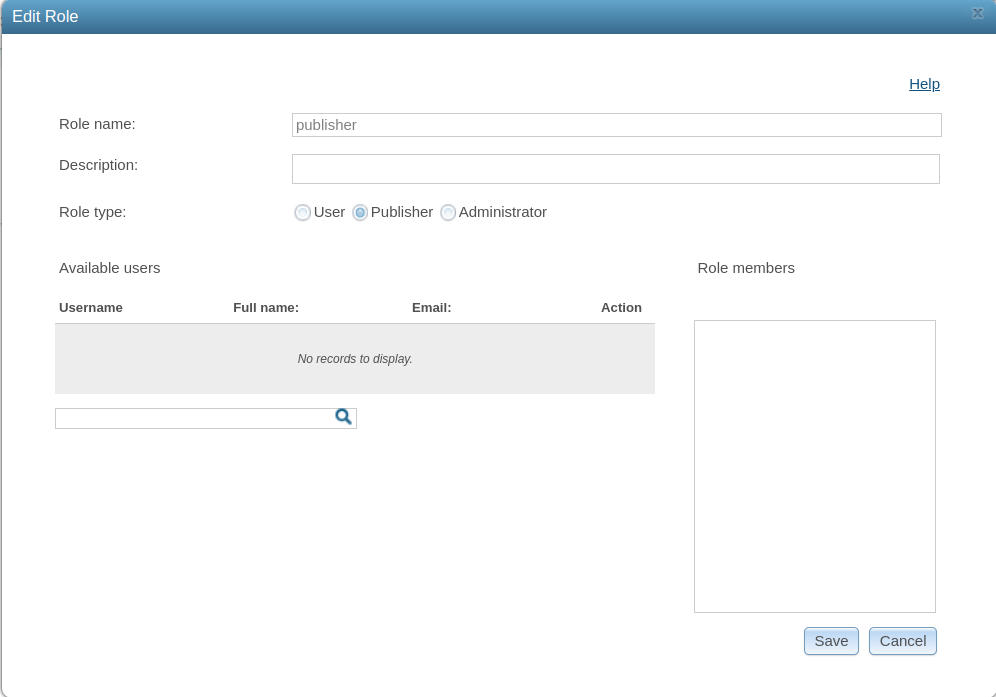 Edit Role
Help
Role name:
publisher
Description:
Role type:
User Publisher Administrator
Available users
Role members
Username Full name: Email: Action
No records to display.
Save Cancel